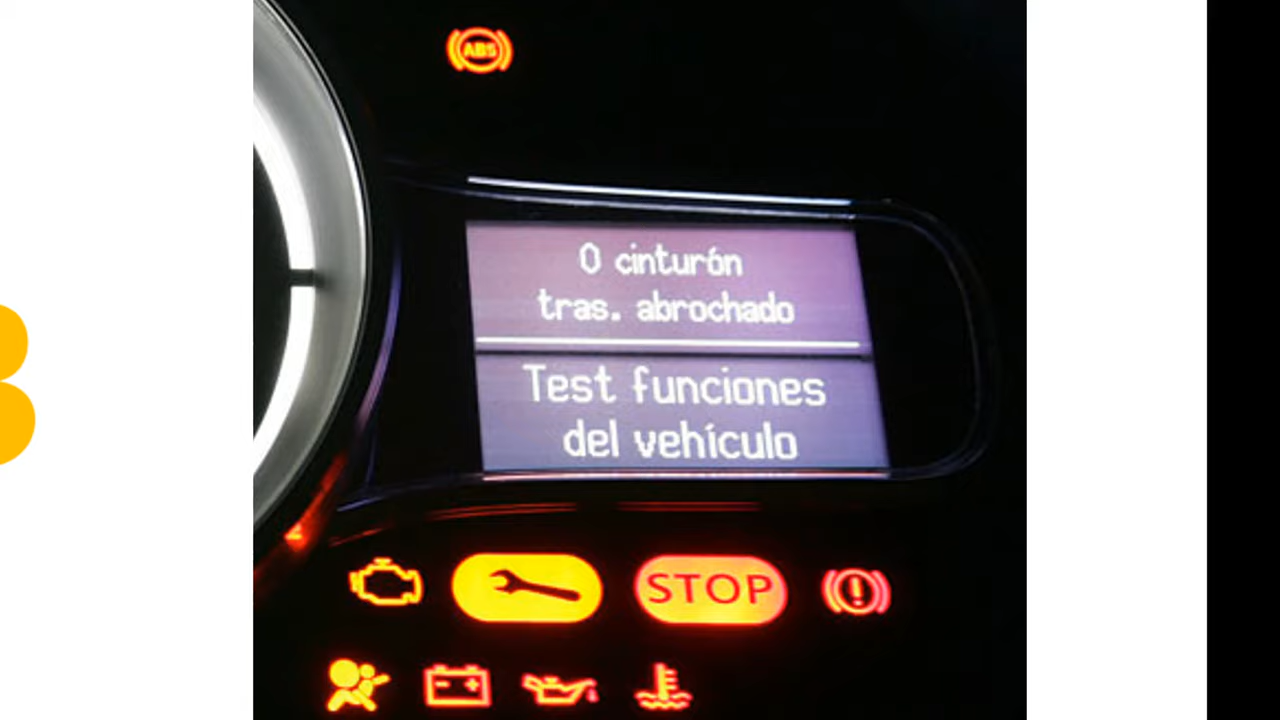 ABS
0 cinturón
tras. abrochado
Test funciones
del vehículo
STOP